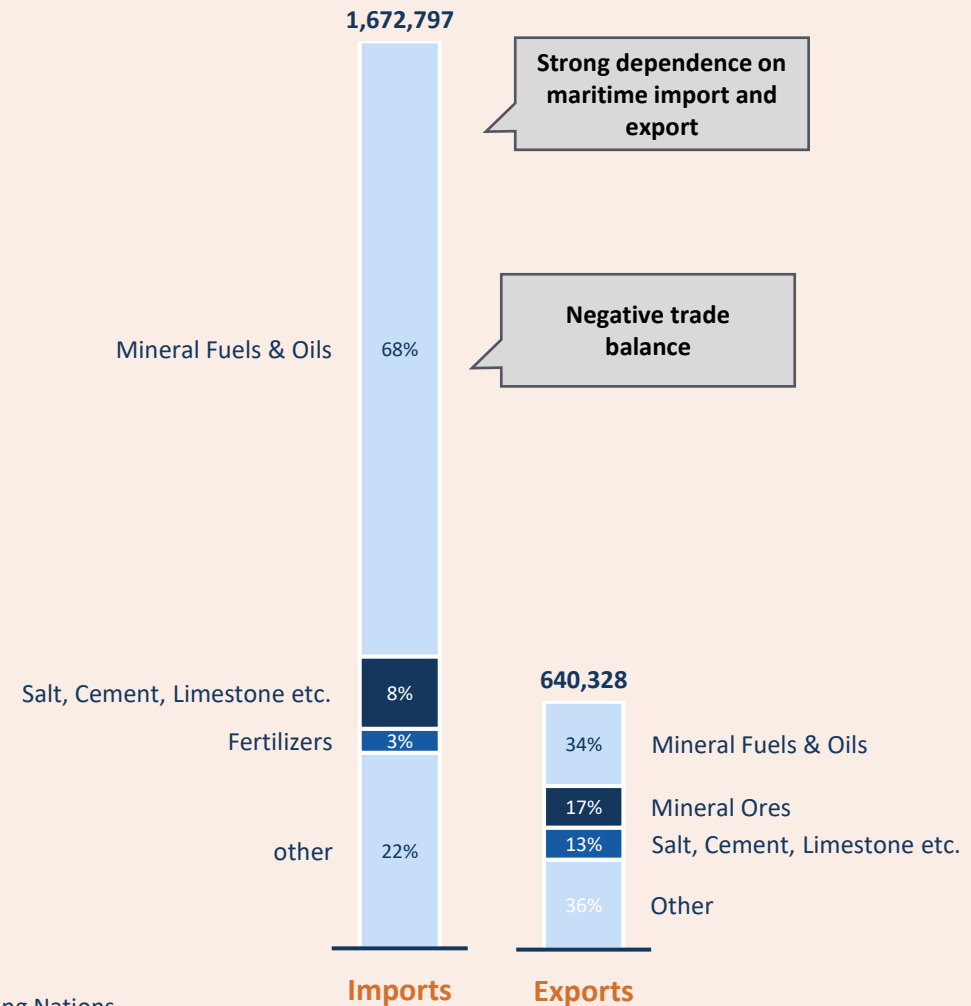 1,672,797
Strong dependence on
maritime import and
export
Negative trade
balance
Mineral Fuels & Oils
68%
Salt, Cement, Limestone etc.
8%
Fertilizers
3%
other
22%
640,328
34%
Mineral Fuels & Oils
17%
Mineral Ores
13%
Salt, Cement, Limestone etc.
36%
Other
Imports
Exports
Nations